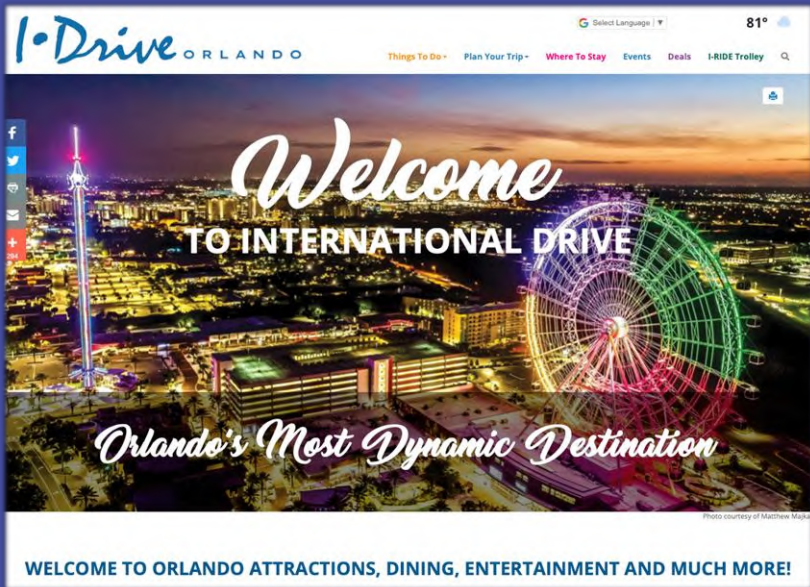 I•Drive ORLANDO
Select Language ▼
81°
Things To Do
Plan Your Trip
Where To Stay
Events
Deals
I-RIDE Trolley
Welcome
TO INTERNATIONAL DRIVE
294
Orlando's Most Dynamic Destination
Photo courtesy of Matthew Majka
WELCOME TO ORLANDO ATTRACTIONS, DINING, ENTERTAINMENT AND MUCH MORE!